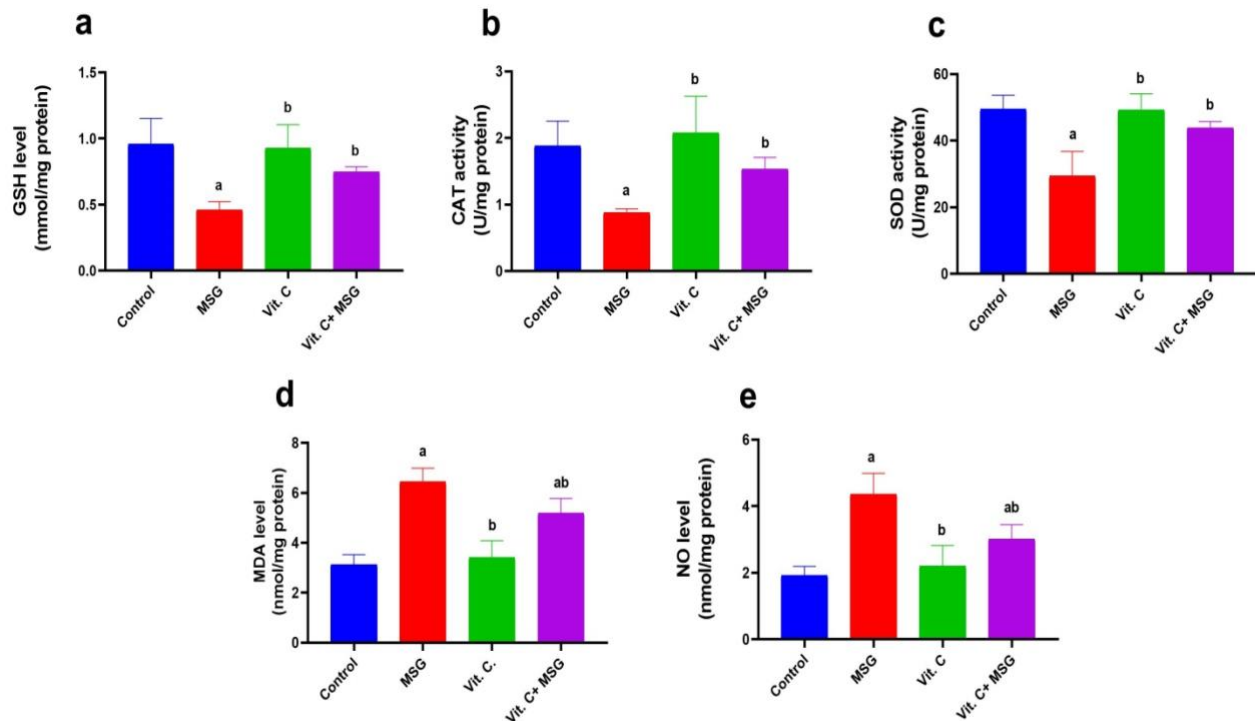 a
GSH level
(mmol/mg protein)
1.5
1.0
0.5
0.0
a
b
b
Control
MSG
Vit. C
Vit. C+ MSG
b
CAT activity
(U/mg protein)
3
2
1
0
a
b
b
Control
MSG
Vit. C
Vit. C+ MSG
c
SOD activity
(U/mg protein)
60
40
20
0
a
b
b
Control
MSG
Vit. C
Vit. C+ MSG
d
MDA level
(nmol/mg protein)
8
6
4
2
0
a
b
ab
Control
MSG
Vit. C.
Vit. C+ MSG
e
NO level
(nmol/mg protein)
6
4
2
0
a
b
ab
Control
MSG
Vit. C
Vit. C+ MSG